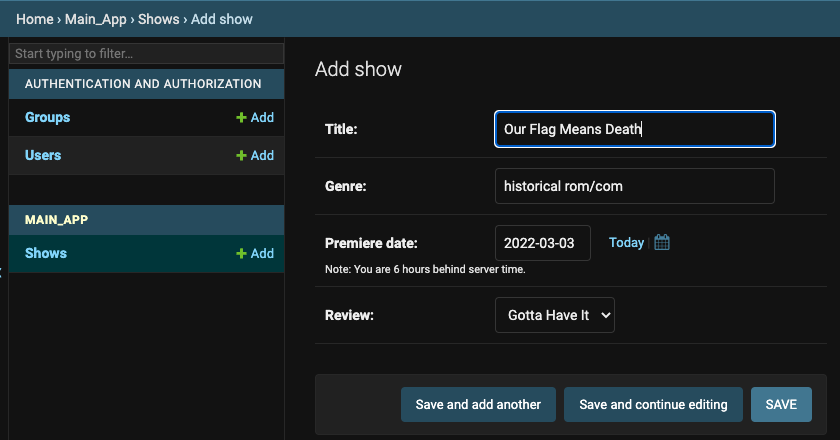 Home › Main_App › Shows › Add show
Start typing to filter...
AUTHENTICATION AND AUTHORIZATION
Groups + Add
Users + Add
MAIN_APP
Shows + Add
Add show
Title: Our Flag Means Death
Genre: historical rom/com
Premiere date: 2022-03-03 Today |
Note: You are 6 hours behind server time.
Review: Gotta Have It
Save and add another Save and continue editing SAVE